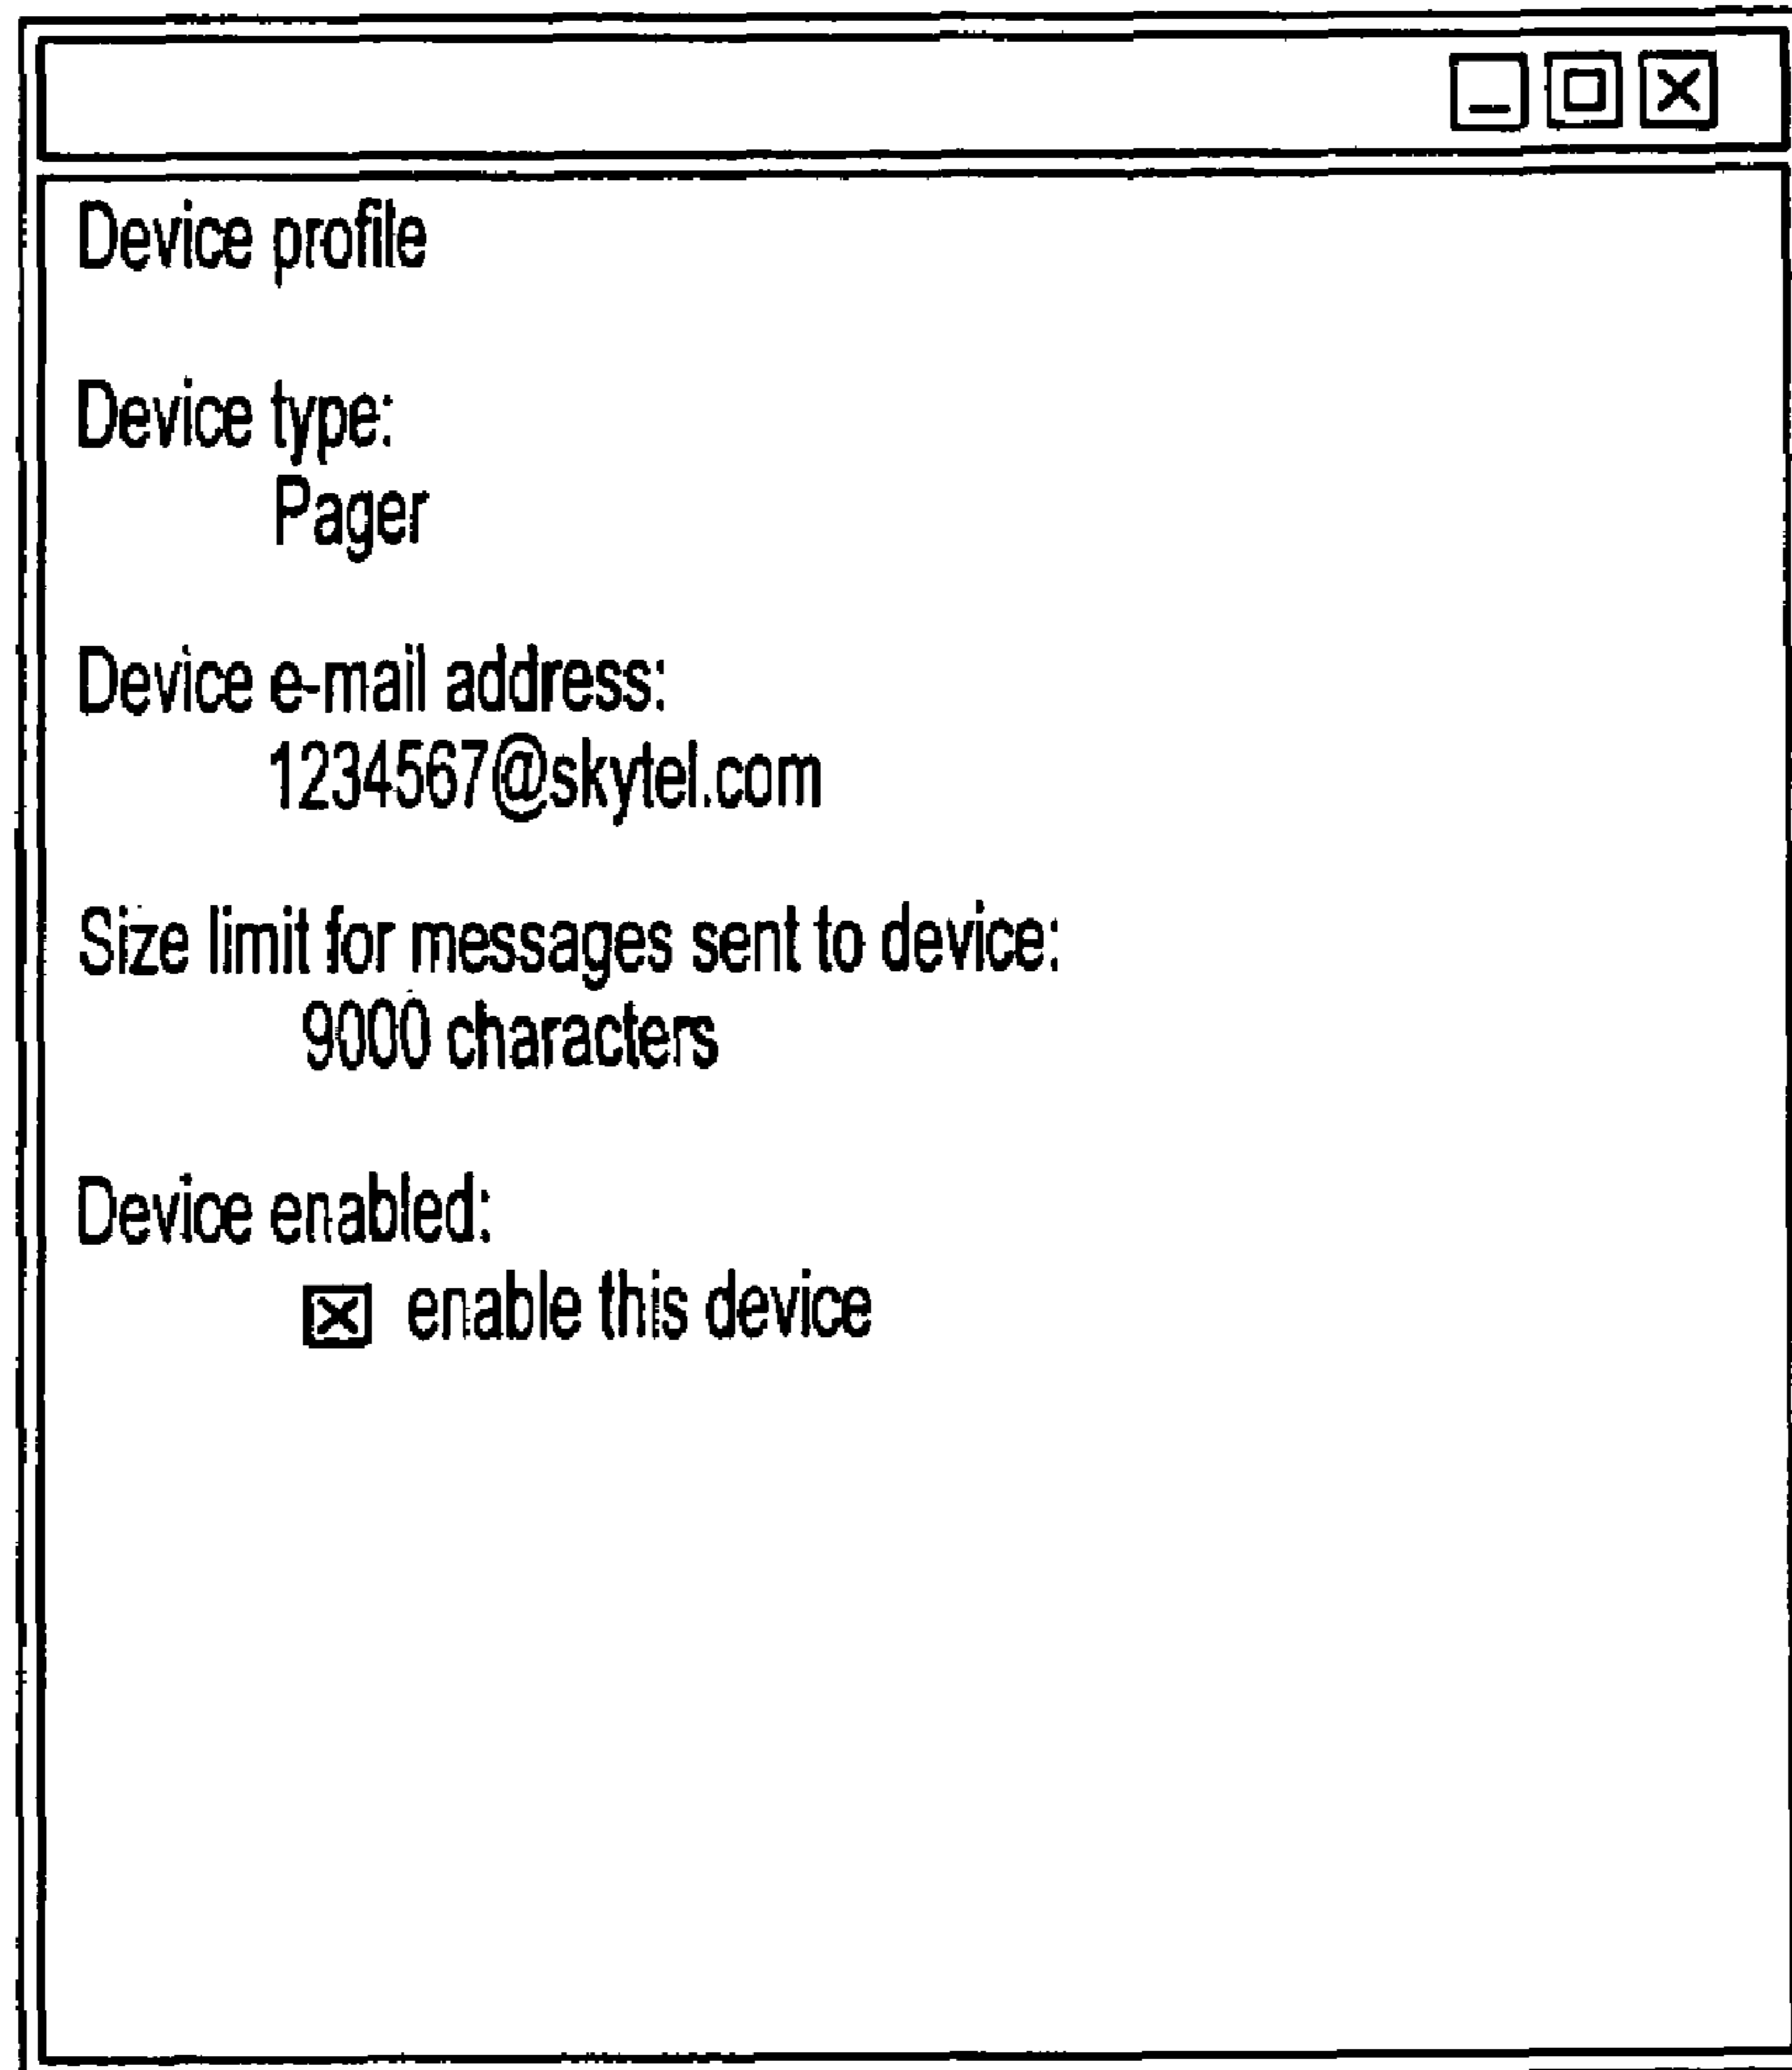 Device profile
Device type:
Pager
Device e-mail address:
1234567@skytel.com
Size limit for messages sent to device:
9000 characters
Device enabled:
enable this device